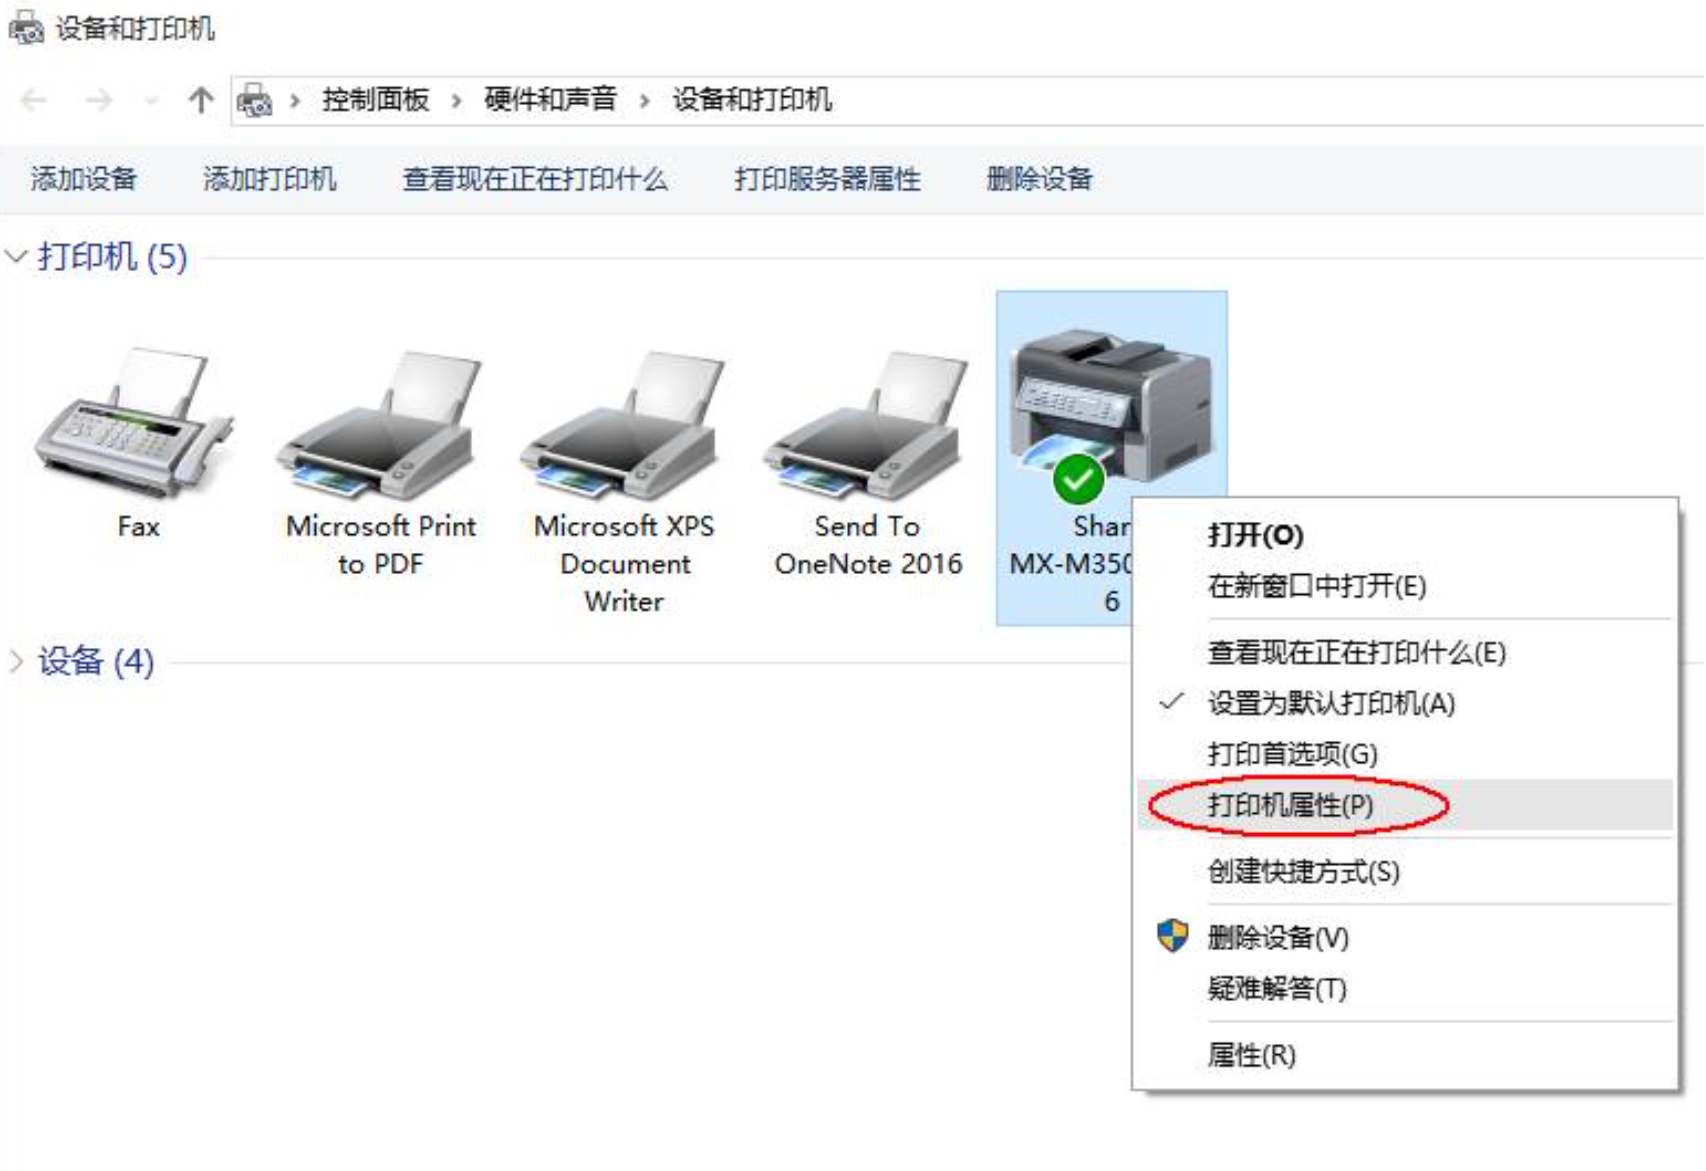 设备和打印机
控制面板 › 硬件和声音 › 设备和打印机
添加设备 添加打印机 查看现在正在打印什么 打印服务器属性 删除设备
打印机 (5)
Fax
Microsoft Print
to PDF
Microsoft XPS
Document
Writer
Send To
OneNote 2016
Shar
MX-M350
6
打开(O)
在新窗口中打开(E)
查看现在正在打印什么(E)
设置为默认打印机(A)
打印首选项(G)
打印机属性(P)
创建快捷方式(S)
删除设备(V)
疑难解答(T)
属性(R)
设备 (4)